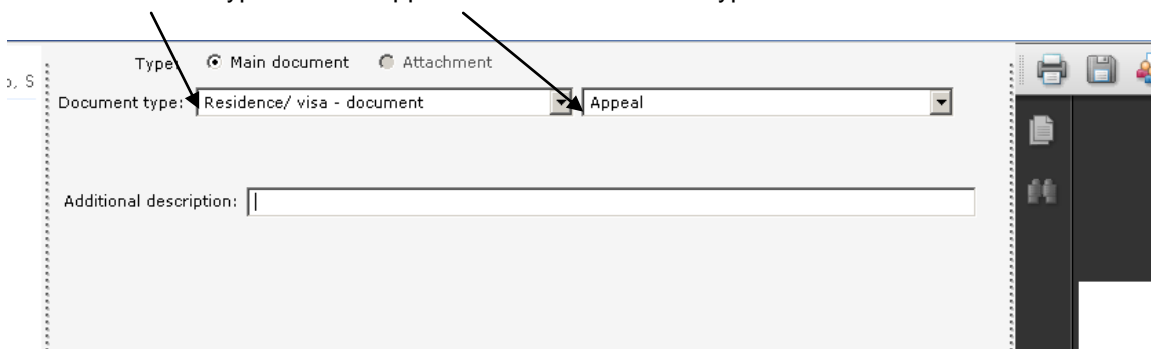 Type: Main document Attachment
Document type: Residence/ visa - document Appeal
Additional description: